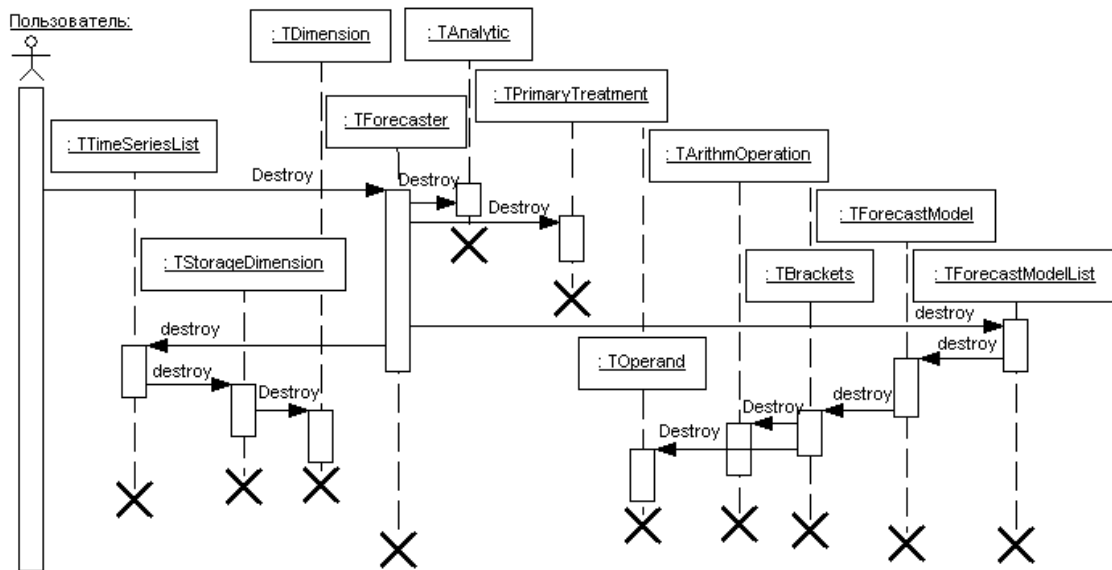 Пользователь:
: TDimension
: TAnalytic
: TPrimaryTreatment
: TForecaster
: TTimeSeriesList
: TArithmOperation
Destroy
Destroy
Destroy
: TForecastModel
: TStorageDimension
: TBrackets
: TForecastModelList
destroy
destroy
destroy
: TOperand
destroy
Destroy
destroy
Destroy
Destroy